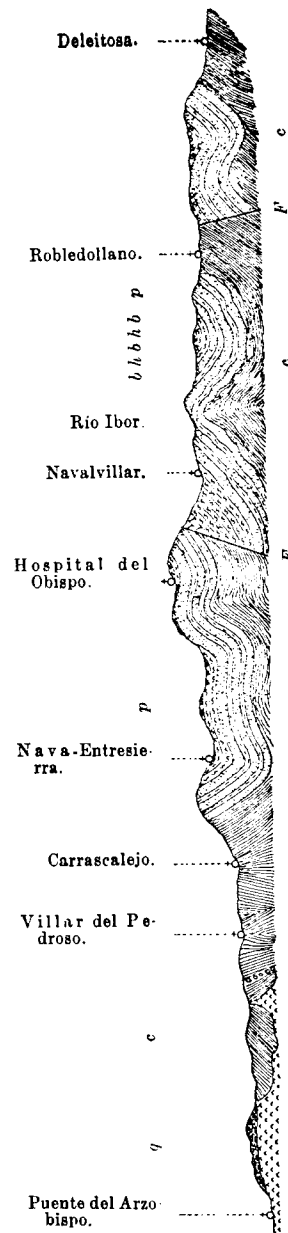 Deleitosa.
c
F
Robledollano.
b h b h b p
c
Río Ibor.
Navalvillar.
F
Hospital del
Obispo.
p
Nava-Entresie-
rra.
Carrascalejo.
Villar del Pe-
droso.
c
q
Puente del Arzo
bispo.